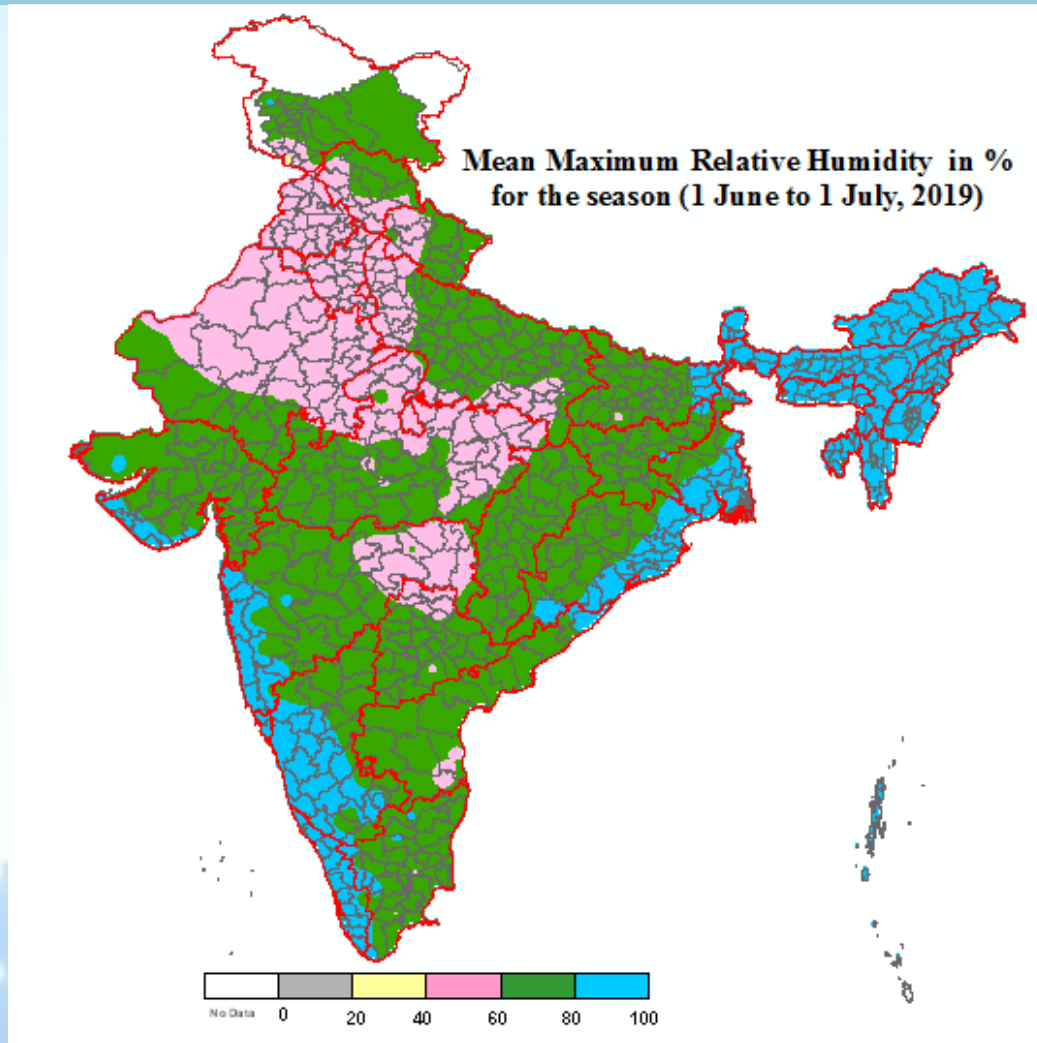 Mean Maximum Relative Humidity in %
for the season (1 June to 1 July, 2019)
No Data 0 20 40 60 80 100